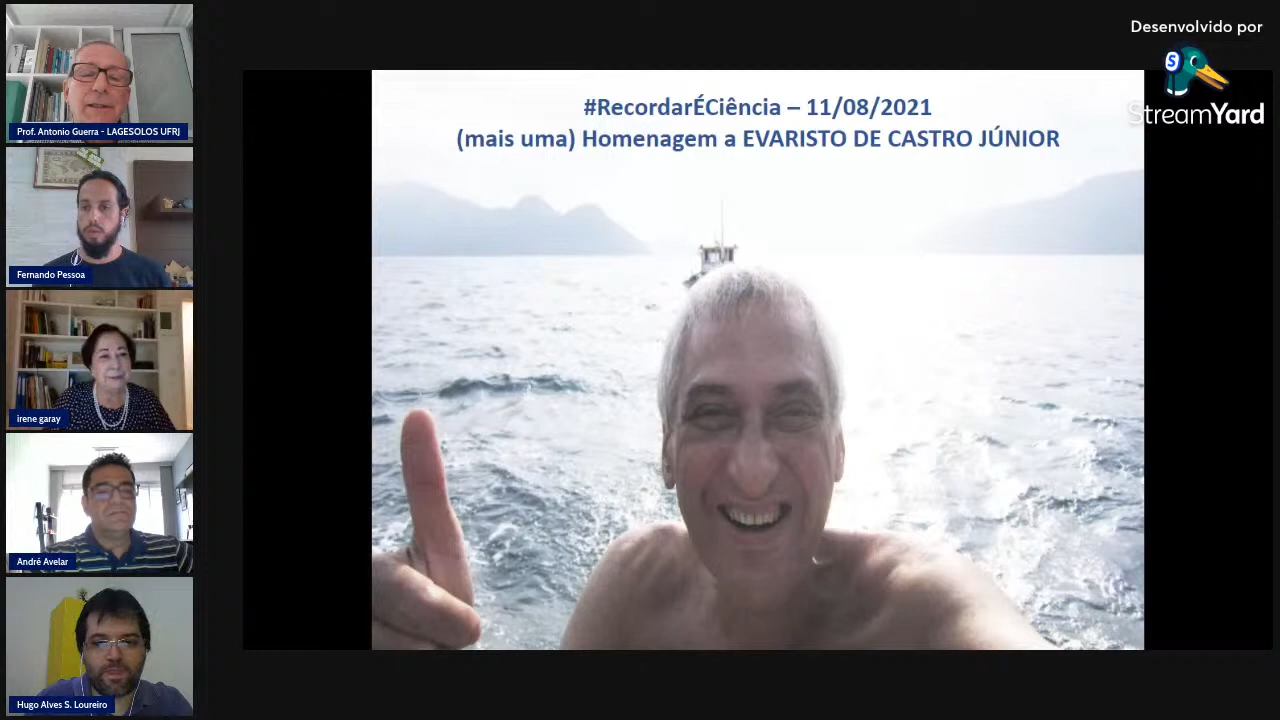 Prof. Antonio Guerra - LAGESOLOS UFRJ
Fernando Pessoa
irene garay
André Avelar
Hugo Alves S. Loureiro
#RecordarÉCiência – 11/08/2021
(mais uma) Homenagem a EVARISTO DE CASTRO JÚNIOR
Desenvolvido por
S
StreamYard